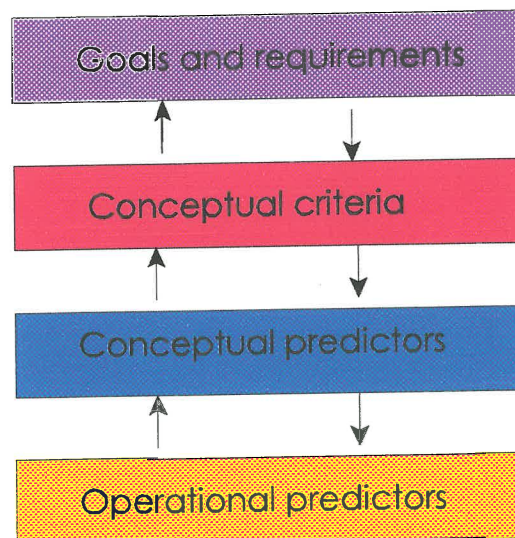 Goals and requirements
Conceptual criteria
Conceptual predictors
Operational predictors